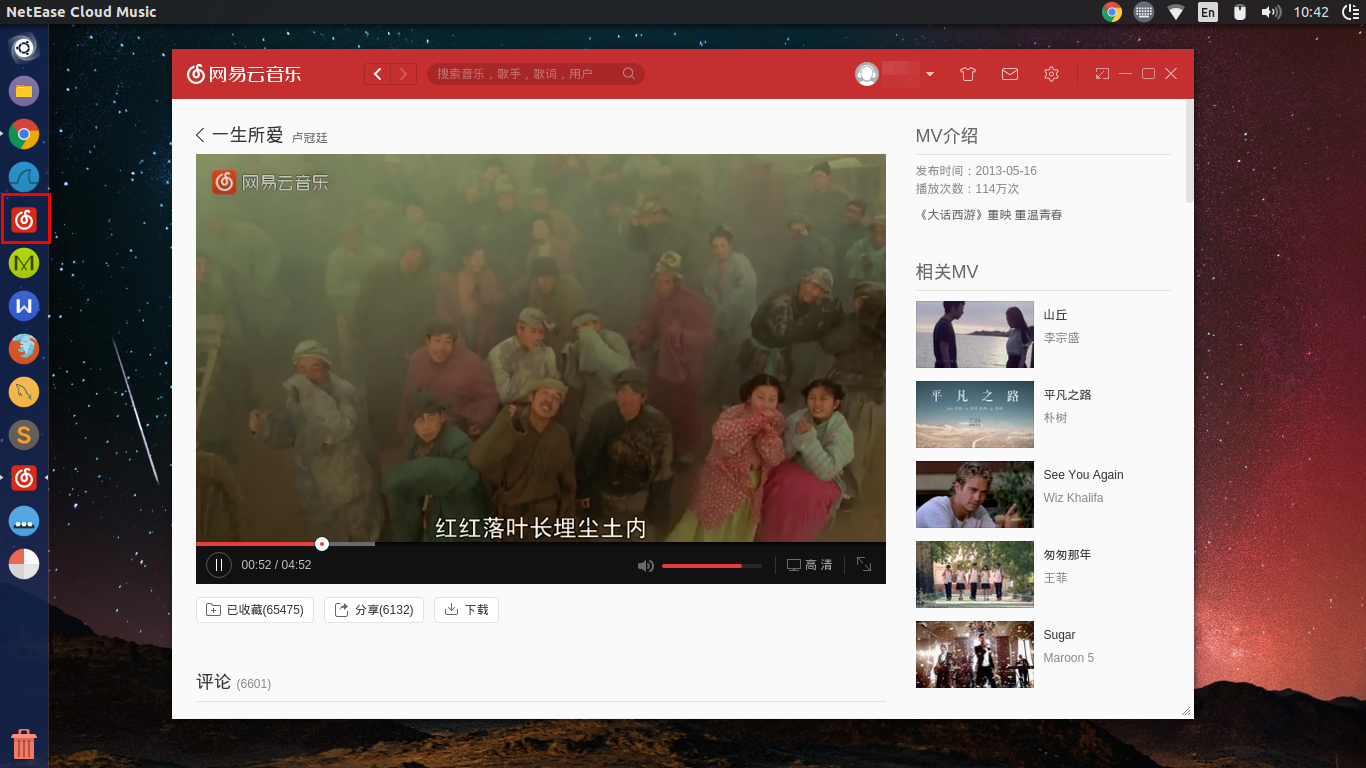 NetEase Cloud Music
En
10:42
网易云音乐
搜索音乐，歌手，歌词，用户
一生所爱 卢冠廷
网易云音乐
红红落叶长埋尘土内
00:52 / 04:52
高清
已收藏(65475)
分享(6132)
下载
评论 (6601)
MV介绍
发布时间：2013-05-16
播放次数：114万次
《大话西游》重映 重温青春
相关MV
山丘
李宗盛
平凡之路
平凡之路
朴树
See You Again
Wiz Khalifa
匆匆那年
王菲
Sugar
Maroon 5